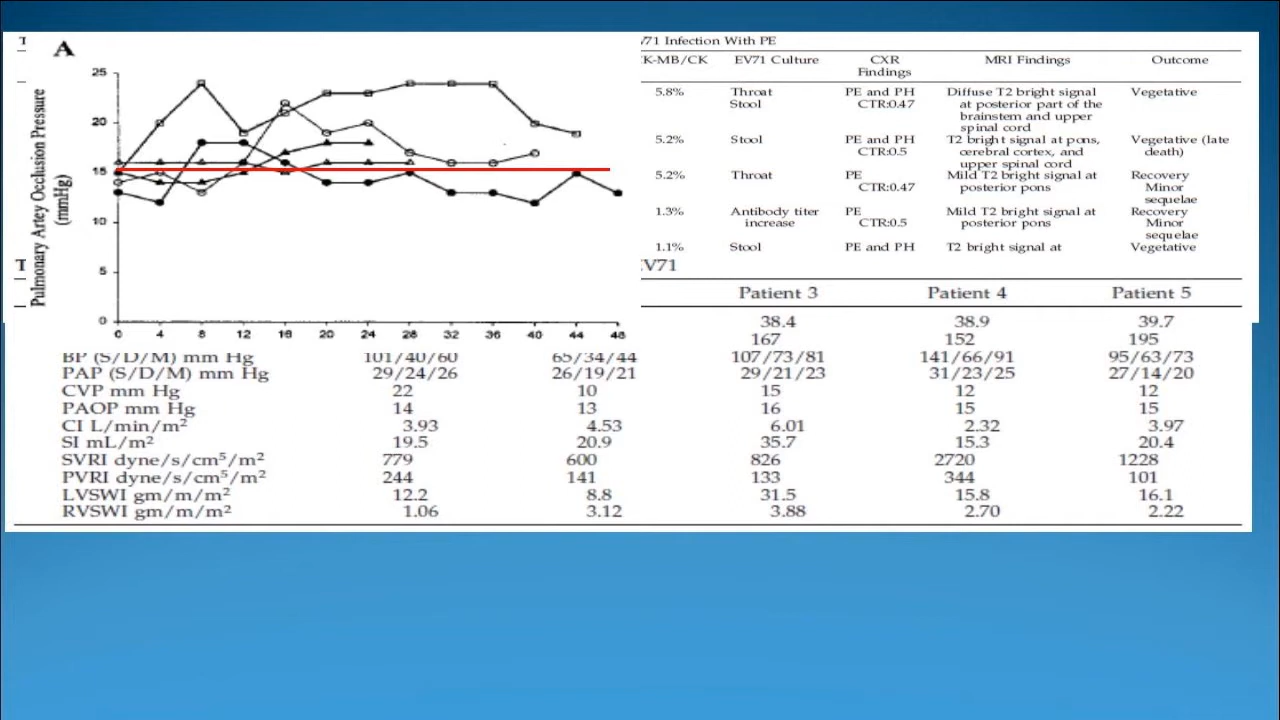 A
Pulmonary Artey Occlusion Pressure
(mmHg)
25
20
15
10
5
0
0 4 8 12 16 20 24 28 32 36 40 44 48
71 Infection With PE
K-MB/CK EV71 Culture CXR Findings MRI Findings Outcome
5.8% Throat PE and PH Diffuse T2 bright signal Vegetative
Stool CTR:0.47 at posterior part of the
brainstem and upper
spinal cord
5.2% Stool PE and PH T2 bright signal at pons, Vegetative (late
CTR:0.5 cerebral cortex, and death)
upper spinal cord
5.2% Throat PE Mild T2 bright signal at Recovery
CTR:0.47 posterior pons Minor
sequelae
1.3% Antibody titer PE Mild T2 bright signal at Recovery
increase CTR:0.5 posterior pons Minor
sequelae
1.1% Stool PE and PH T2 bright signal at Vegetative
T
EV71
Patient 3 Patient 4 Patient 5
38.4 38.9 39.7
167 152 195
BP (S/D/M) mm Hg 101/40/60 65/34/44 107/73/81 141/66/91 95/63/73
PAP (S/D/M) mm Hg 29/24/26 26/19/21 29/21/23 31/23/25 27/14/20
CVP mm Hg 22 10 15 12 12
PAOP mm Hg 14 13 16 15 15
CI L/min/m² 3.93 4.53 6.01 2.32 3.97
SI mL/m² 19.5 20.9 35.7 15.3 20.4
SVRI dyne/s/cm⁵/m² 779 600 826 2720 1228
PVRI dyne/s/cm⁵/m² 244 141 133 344 101
LVSWI gm/m/m² 12.2 8.8 31.5 15.8 16.1
RVSWI gm/m/m² 1.06 3.12 3.88 2.70 2.22